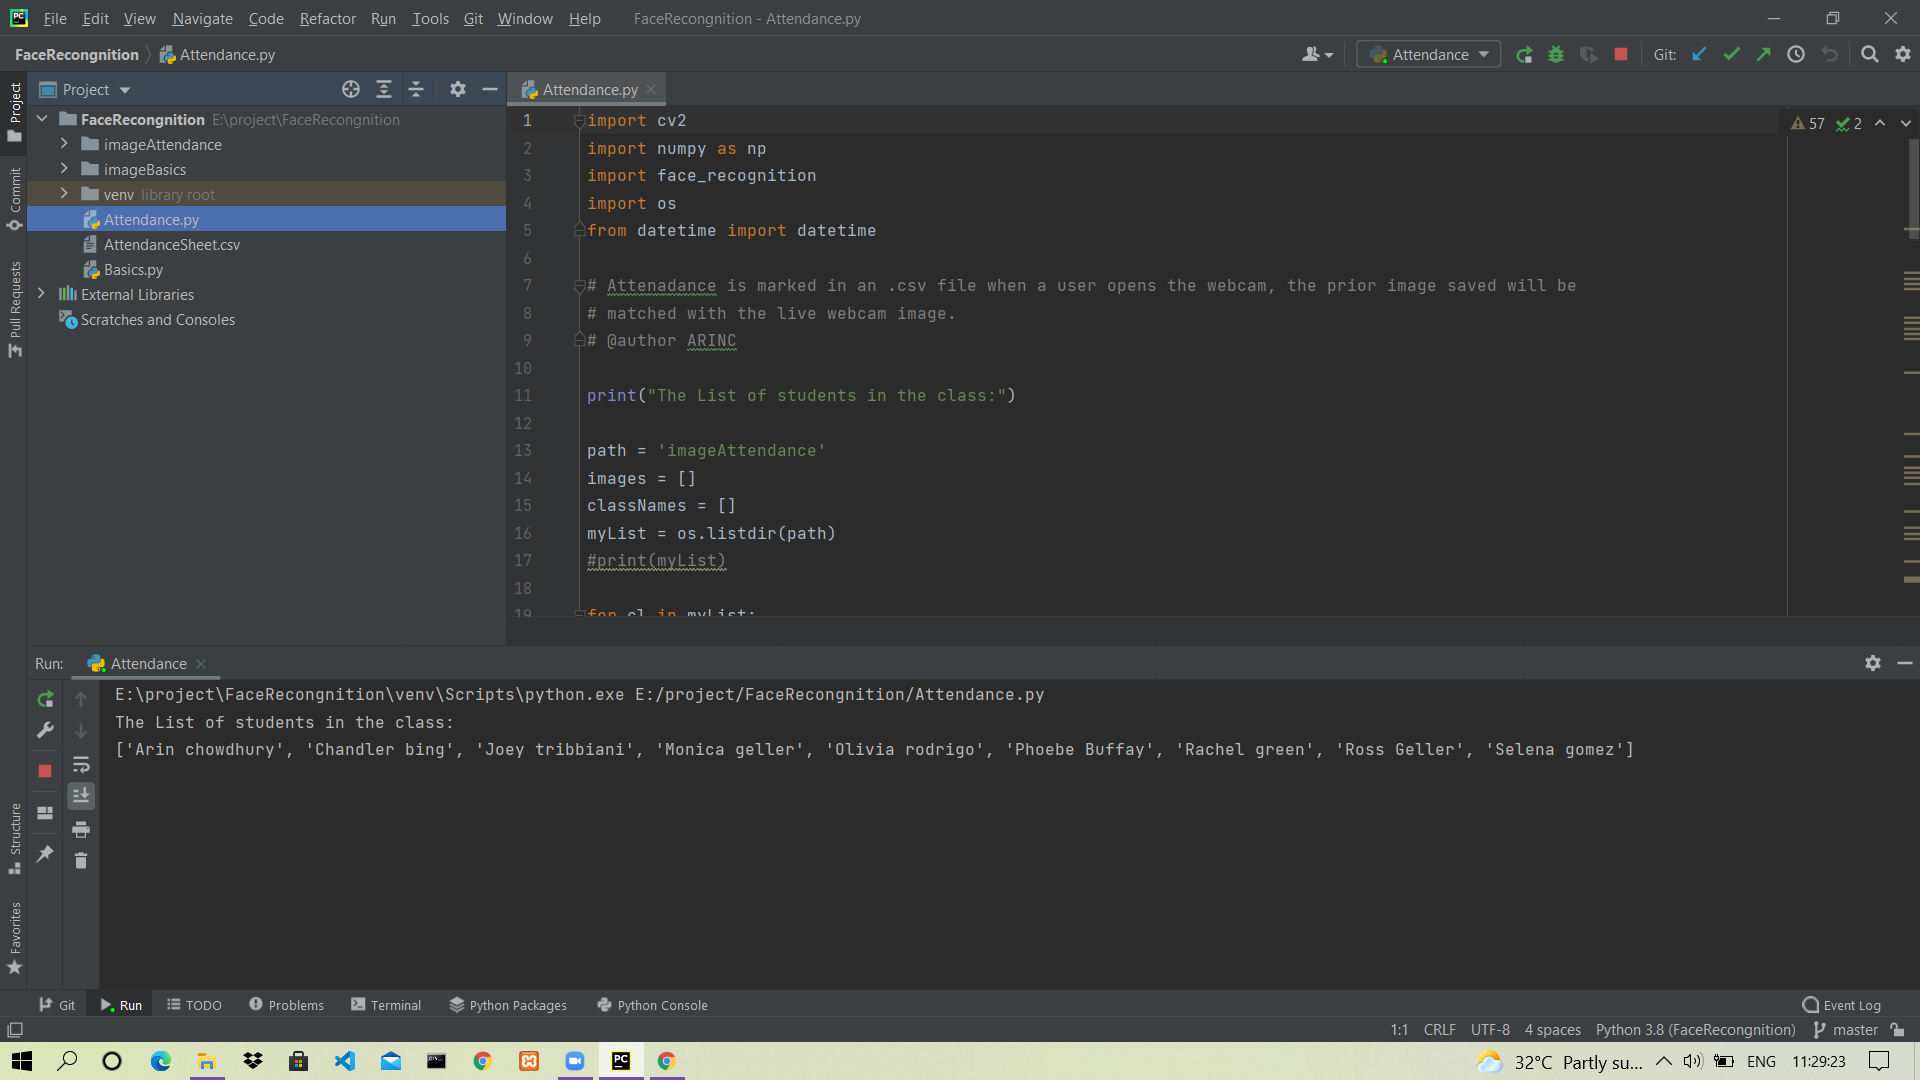 File Edit View Navigate Code Refactor Run Tools Git Window Help FaceRecongnition - Attendance.py
FaceRecongnition Attendance.py Attendance Git:
Project
Attendance.py
FaceRecongnition E:\project\FaceRecongnition
imageAttendance
imageBasics
venv library root
Attendance.py
AttendanceSheet.csv
Basics.py
External Libraries
Scratches and Consoles
Project
Commit
Pull Requests
Structure
Favorites
57 2
1 import cv2
2 import numpy as np
3 import face_recognition
4 import os
5 from datetime import datetime
6
7 # Attenadance is marked in an .csv file when a user opens the webcam, the prior image saved will be
8 # matched with the live webcam image.
9 # @author ARINC
10
11 print("The List of students in the class:")
12
13 path = 'imageAttendance'
14 images = []
15 classNames = []
16 myList = os.listdir(path)
17 #print(myList)
18
19 for cl in myList:
Run: Attendance
E:\project\FaceRecongnition\venv\Scripts\python.exe E:/project/FaceRecongnition/Attendance.py
The List of students in the class:
['Arin chowdhury', 'Chandler bing', 'Joey tribbiani', 'Monica geller', 'Olivia rodrigo', 'Phoebe Buffay', 'Rachel green', 'Ross Geller', 'Selena gomez']
Git Run TODO Problems Terminal Python Packages Python Console Event Log
1:1 CRLF UTF-8 4 spaces Python 3.8 (FaceRecongnition) master
PC 32°C Partly su... ENG 11:29:23